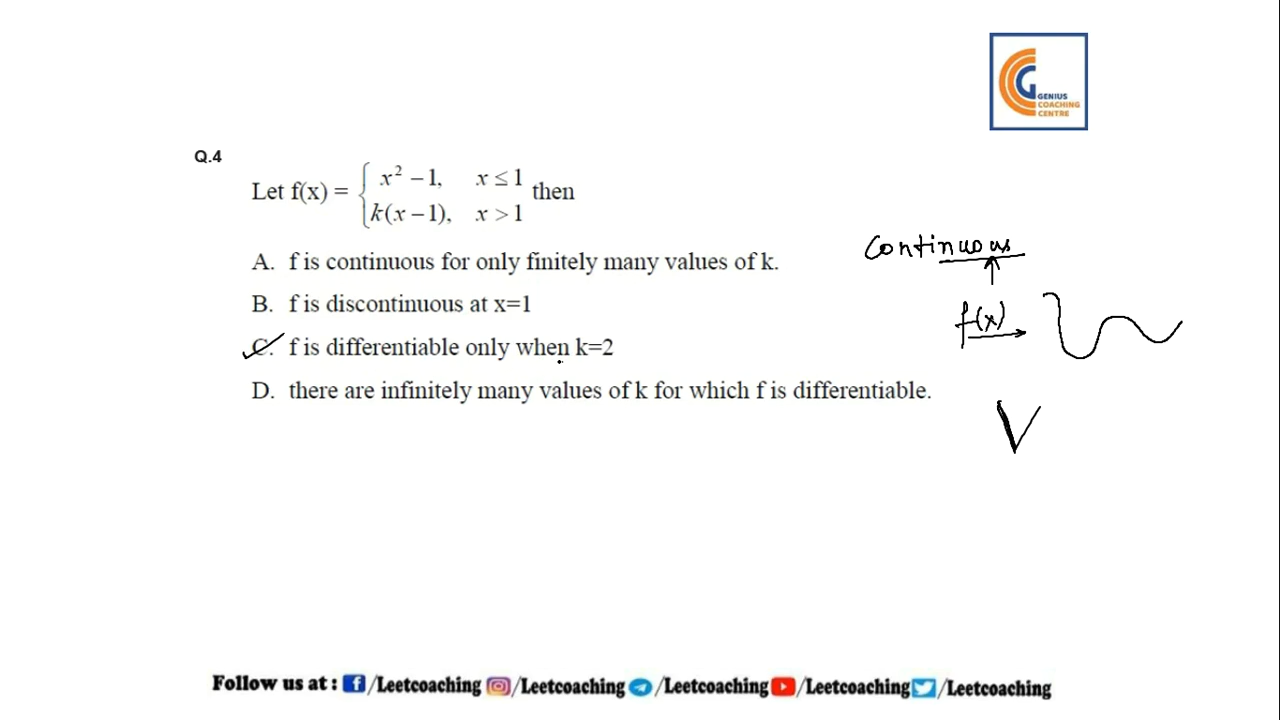 GENIUS
COACHING
CENTRE
Q.4
Let f(x) = { x² − 1, x ≤ 1
k(x − 1), x > 1 then
A. f is continuous for only finitely many values of k.
B. f is discontinuous at x=1
C. f is differentiable only when k=2
D. there are infinitely many values of k for which f is differentiable.
Continuous
f(x)
Follow us at : /Leetcoaching /Leetcoaching /Leetcoaching /Leetcoaching /Leetcoaching